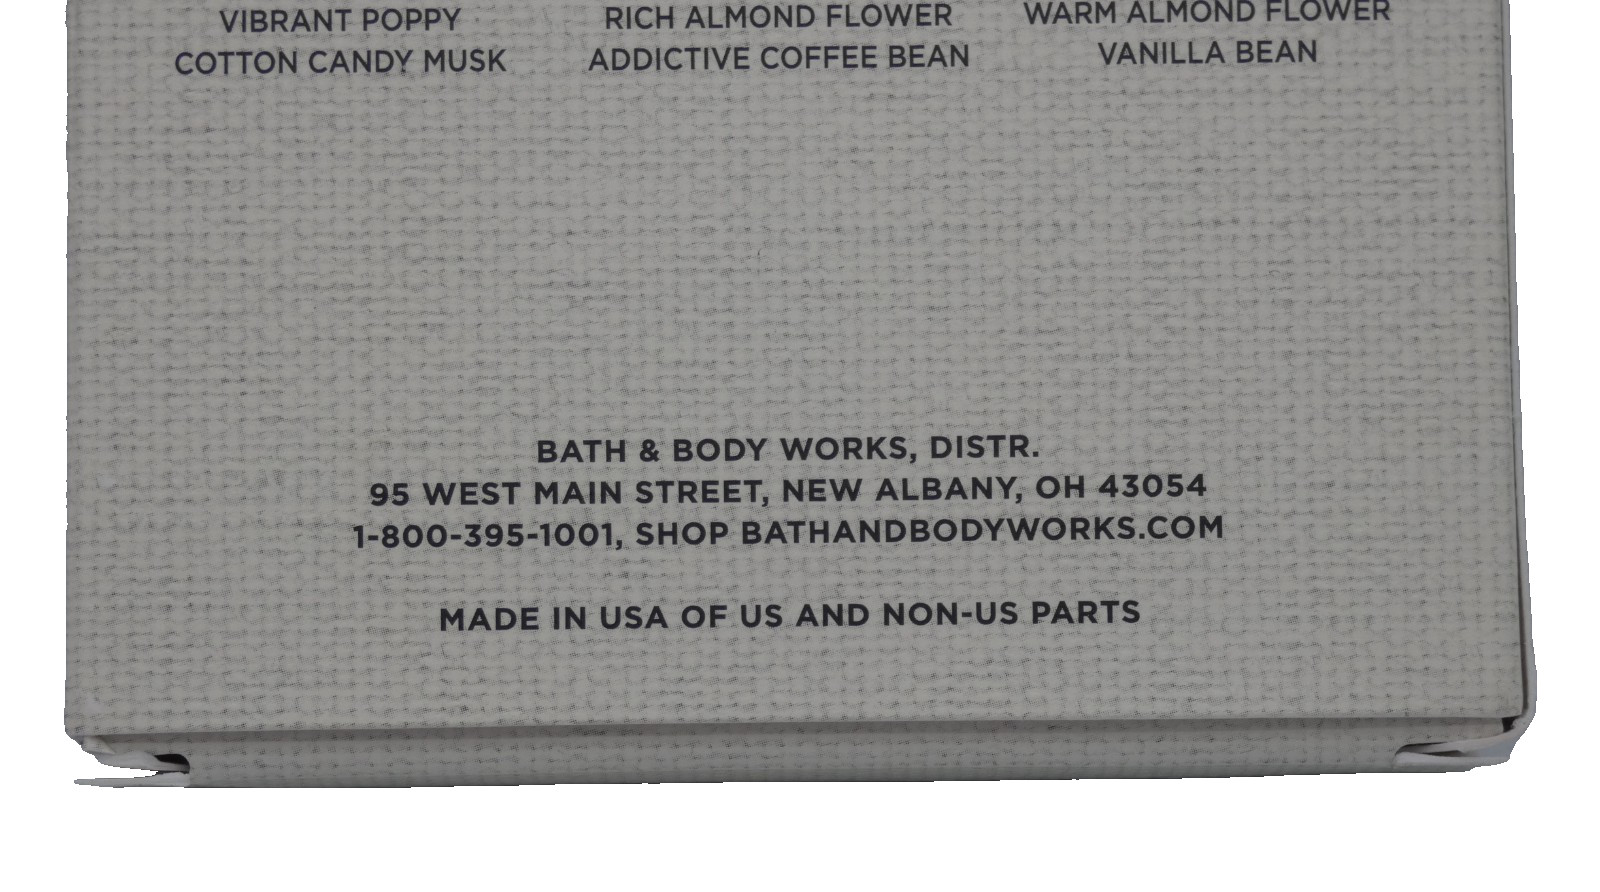 VIBRANT POPPY
COTTON CANDY MUSK
RICH ALMOND FLOWER
ADDICTIVE COFFEE BEAN
WARM ALMOND FLOWER
VANILLA BEAN
BATH & BODY WORKS, DISTR.
95 WEST MAIN STREET, NEW ALBANY, OH 43054
1-800-395-1001, SHOP BATHANDBODYWORKS.COM
MADE IN USA OF US AND NON-US PARTS